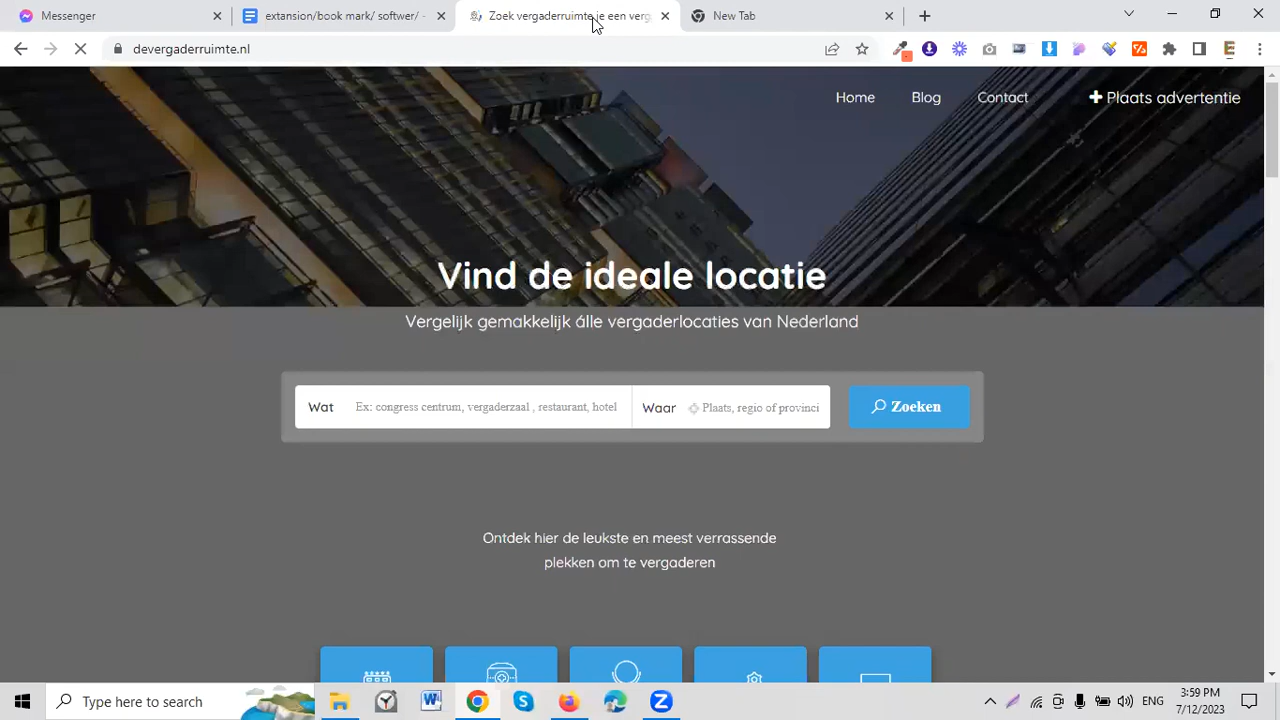 Messenger
extansion/book mark/ softwer/ -
Zoek vergaderruimte je een verg
New Tab
devergaderruimte.nl
Home
Blog
Contact
Plaats advertentie
Vind de ideale locatie
Vergelijk gemakkelijk álle vergaderlocaties van Nederland
Wat
Ex: congress centrum, vergaderzaal , restaurant, hotel
Waar
Plaats, regio of provinci
Zoeken
Ontdek hier de leukste en meest verrassende
plekken om te vergaderen
Type here to search
ENG
3:59 PM
7/12/2023